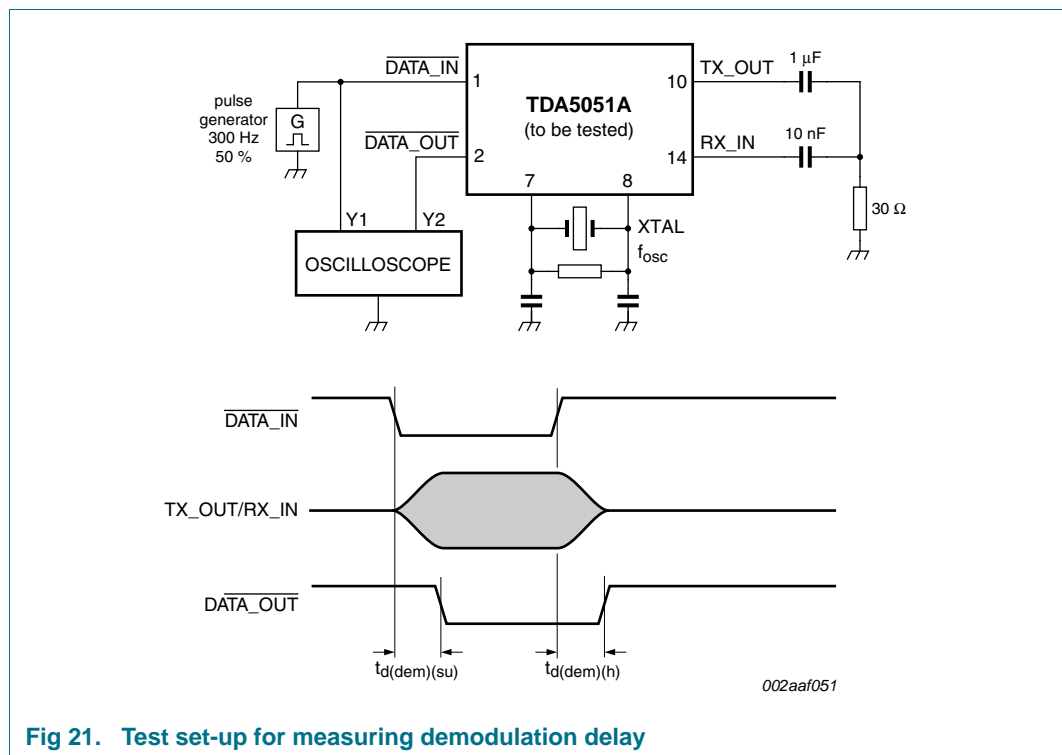 DATA_IN
1
pulse
generator
300 Hz
50 %
G
DATA_OUT
2
TDA5051A
(to be tested)
10
TX_OUT
1 μF
14
RX_IN
10 nF
30 Ω
7
8
XTAL
fosc
Y1
Y2
OSCILLOSCOPE
DATA_IN
TX_OUT/RX_IN
DATA_OUT
td(dem)(su)
td(dem)(h)
002aaf051
Fig 21. Test set-up for measuring demodulation delay